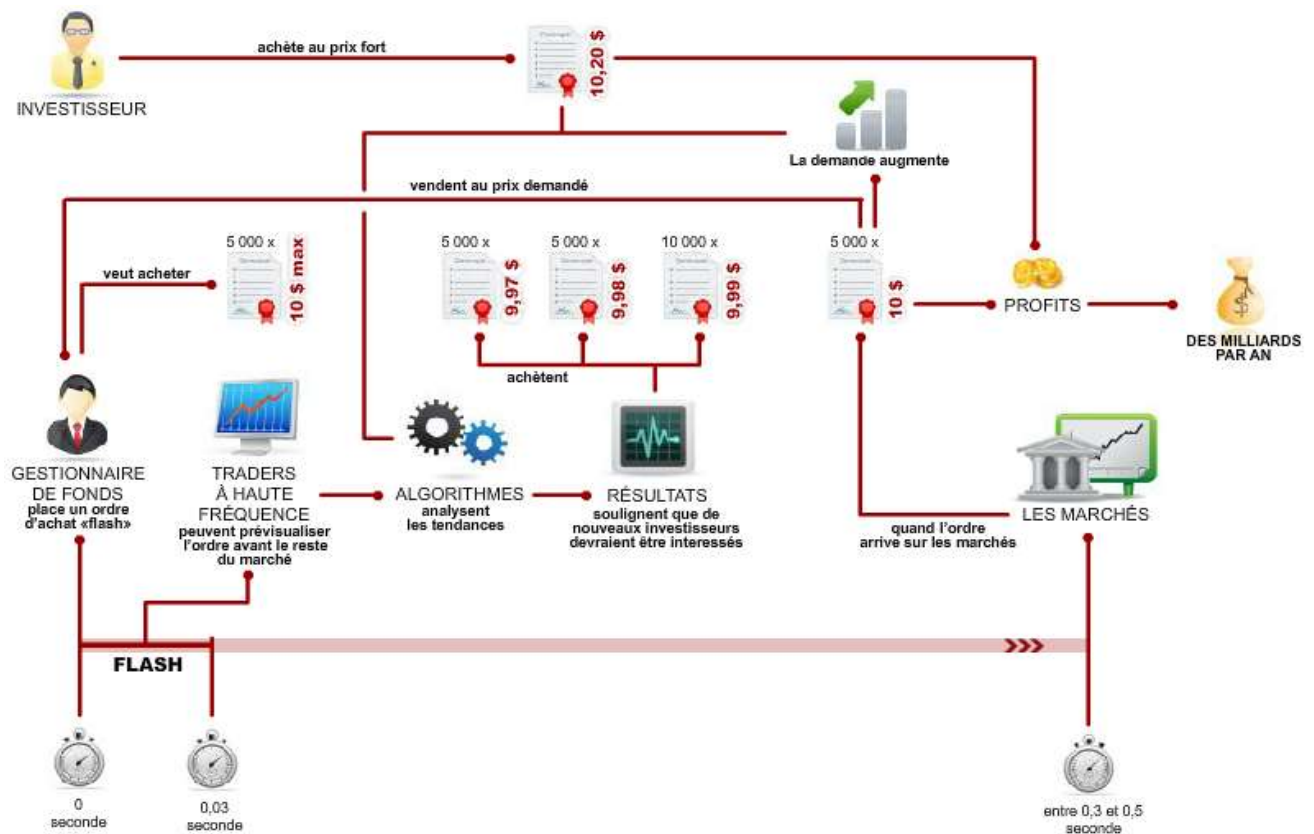 achète au prix fort
10,20 $
INVESTISSEUR
La demande augmente
vendent au prix demandé
5 000 x
10 $ max
veut acheter
5 000 x
9,97 $
5 000 x
9,98 $
10 000 x
9,99 $
5 000 x
10 $
PROFITS
DES MILLIARDS
PAR AN
achètent
GESTIONNAIRE
DE FONDS
place un ordre
d'achat «flash»
TRADERS
À HAUTE
FRÉQUENCE
peuvent prévisualiser
l'ordre avant le reste
du marché
ALGORITHMES
analysent
les tendances
RÉSULTATS
soulignent que de
nouveaux investisseurs
devraient être interessés
quand l'ordre
arrive sur les marchés
LES MARCHÉS
FLASH
0
seconde
0,03
seconde
entre 0,3 et 0,5
seconde